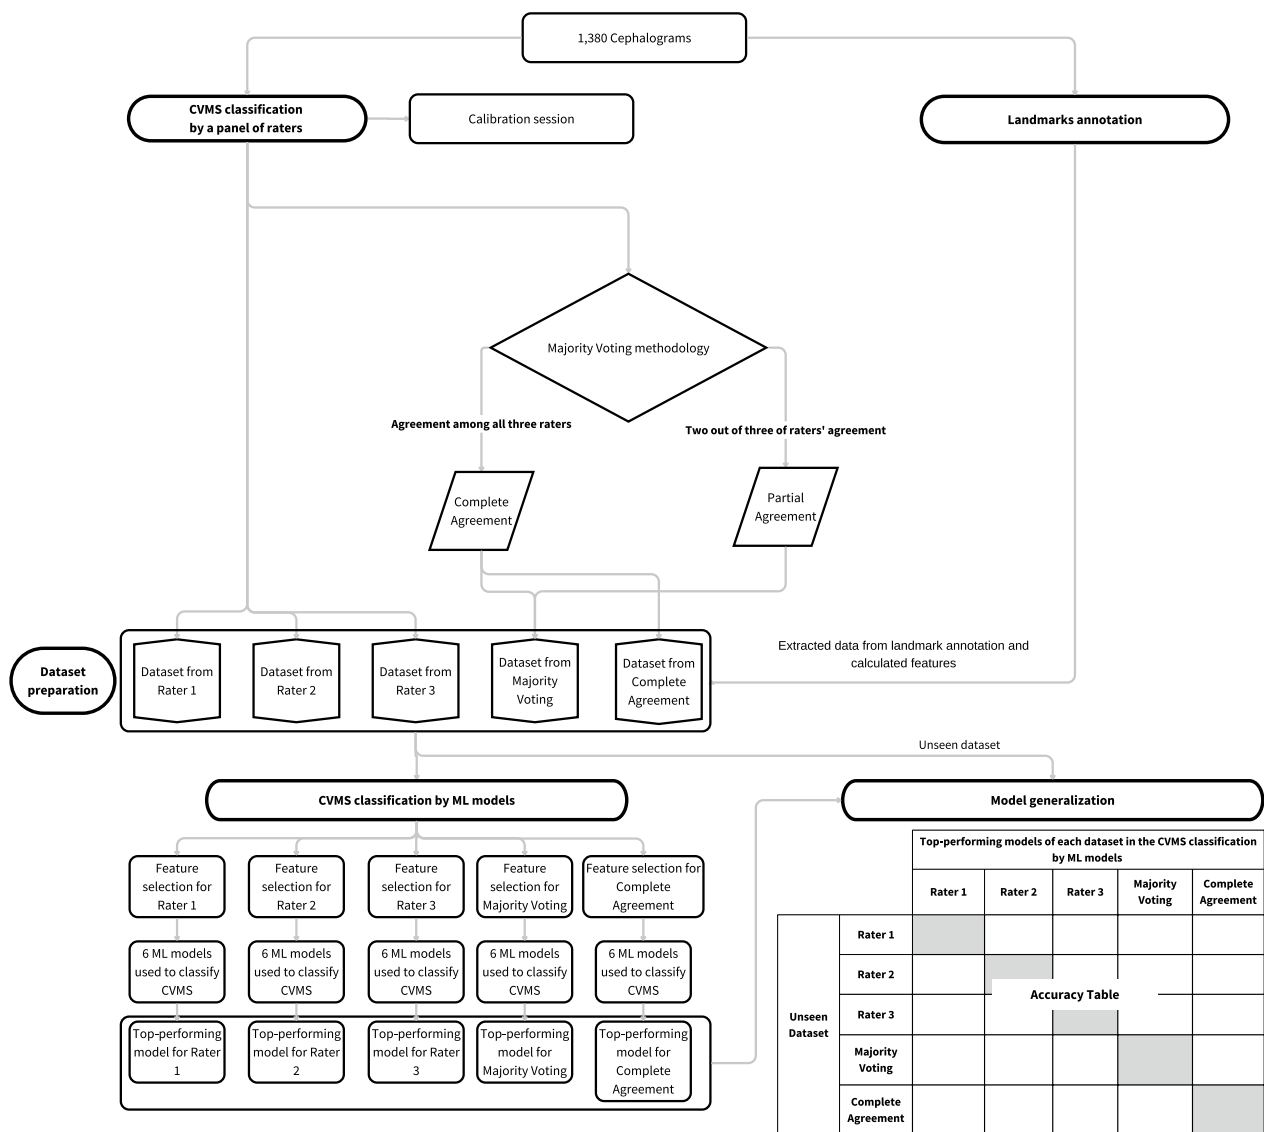 1,380 Cephalograms
CVMS classification
by a panel of raters
Calibration session
Landmarks annotation
Majority Voting methodology
Agreement among all three raters
Two out of three of raters' agreement
Complete
Agreement
Partial
Agreement
Dataset
preparation
Dataset from
Rater 1
Dataset from
Rater 2
Dataset from
Rater 3
Dataset from
Majority
Voting
Dataset from
Complete
Agreement
Extracted data from landmark annotation and
calculated features
Unseen dataset
CVMS classification by ML models
Model generalization
Feature
selection for
Rater 1
Feature
selection for
Rater 2
Feature
selection for
Rater 3
Feature
selection for
Majority Voting
Feature selection for
Complete
Agreement
6 ML models
used to classify
CVMS
6 ML models
used to classify
CVMS
6 ML models
used to classify
CVMS
6 ML models
used to classify
CVMS
6 ML models
used to classify
CVMS
Top-performing
model for Rater
1
Top-performing
model for Rater
2
Top-performing
model for Rater
3
Top-performing
model for
Majority Voting
Top-performing
model for
Complete
Agreement
Top-performing models of each dataset in the CVMS classification
by ML models
Rater 1
Rater 2
Rater 3
Majority
Voting
Complete
Agreement
Unseen
Dataset
Rater 1
Rater 2
Accuracy Table
Rater 3
Majority
Voting
Complete
Agreement